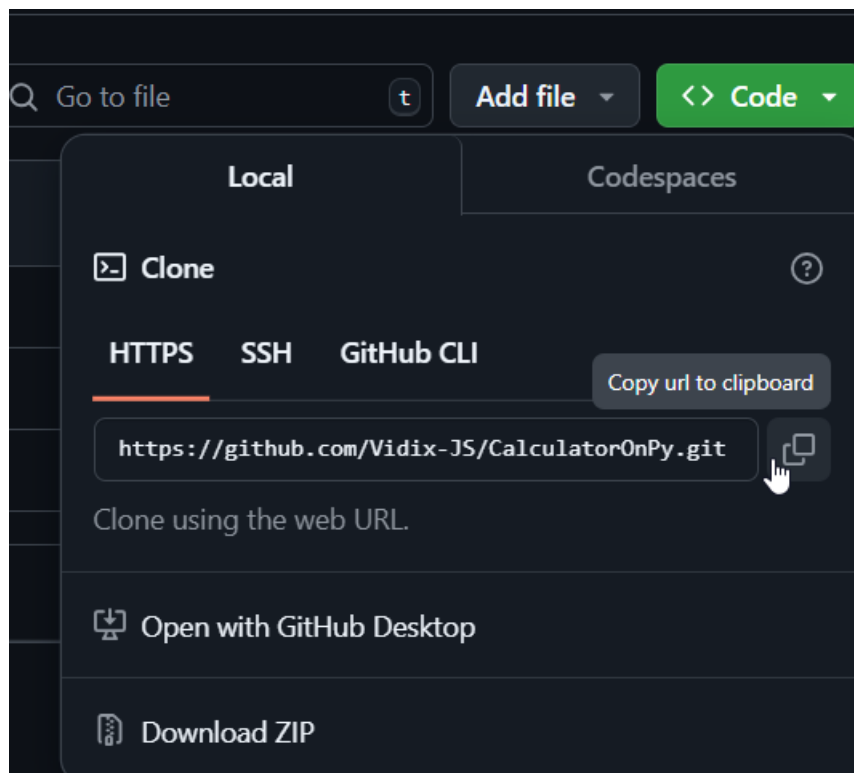 Go to file t Add file <> Code
Local Codespaces
Clone
HTTPS SSH GitHub CLI
Copy url to clipboard
https://github.com/Vidix-JS/CalculatorOnPy.git
Clone using the web URL.
Open with GitHub Desktop
Download ZIP